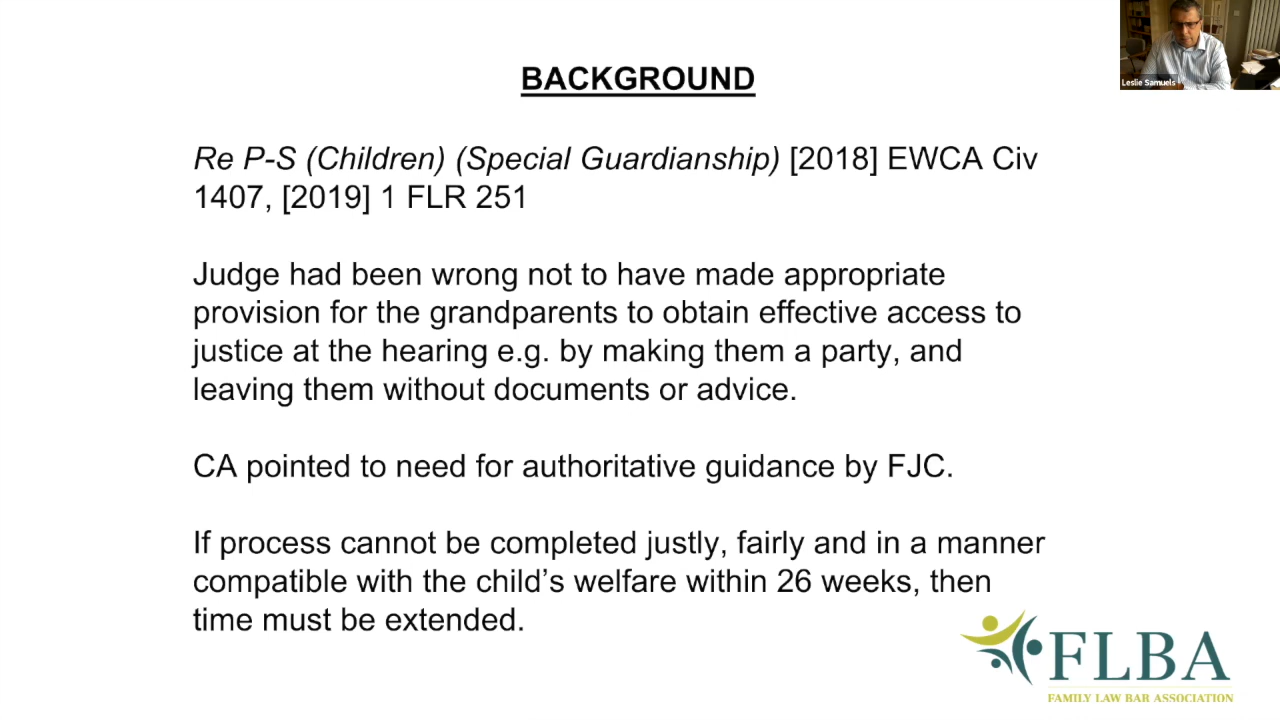 Leslie Samuels
BACKGROUND
Re P-S (Children) (Special Guardianship) [2018] EWCA Civ
1407, [2019] 1 FLR 251
Judge had been wrong not to have made appropriate
provision for the grandparents to obtain effective access to
justice at the hearing e.g. by making them a party, and
leaving them without documents or advice.
CA pointed to need for authoritative guidance by FJC.
If process cannot be completed justly, fairly and in a manner
compatible with the child’s welfare within 26 weeks, then
time must be extended.
FLBA
FAMILY LAW BAR ASSOCIATION